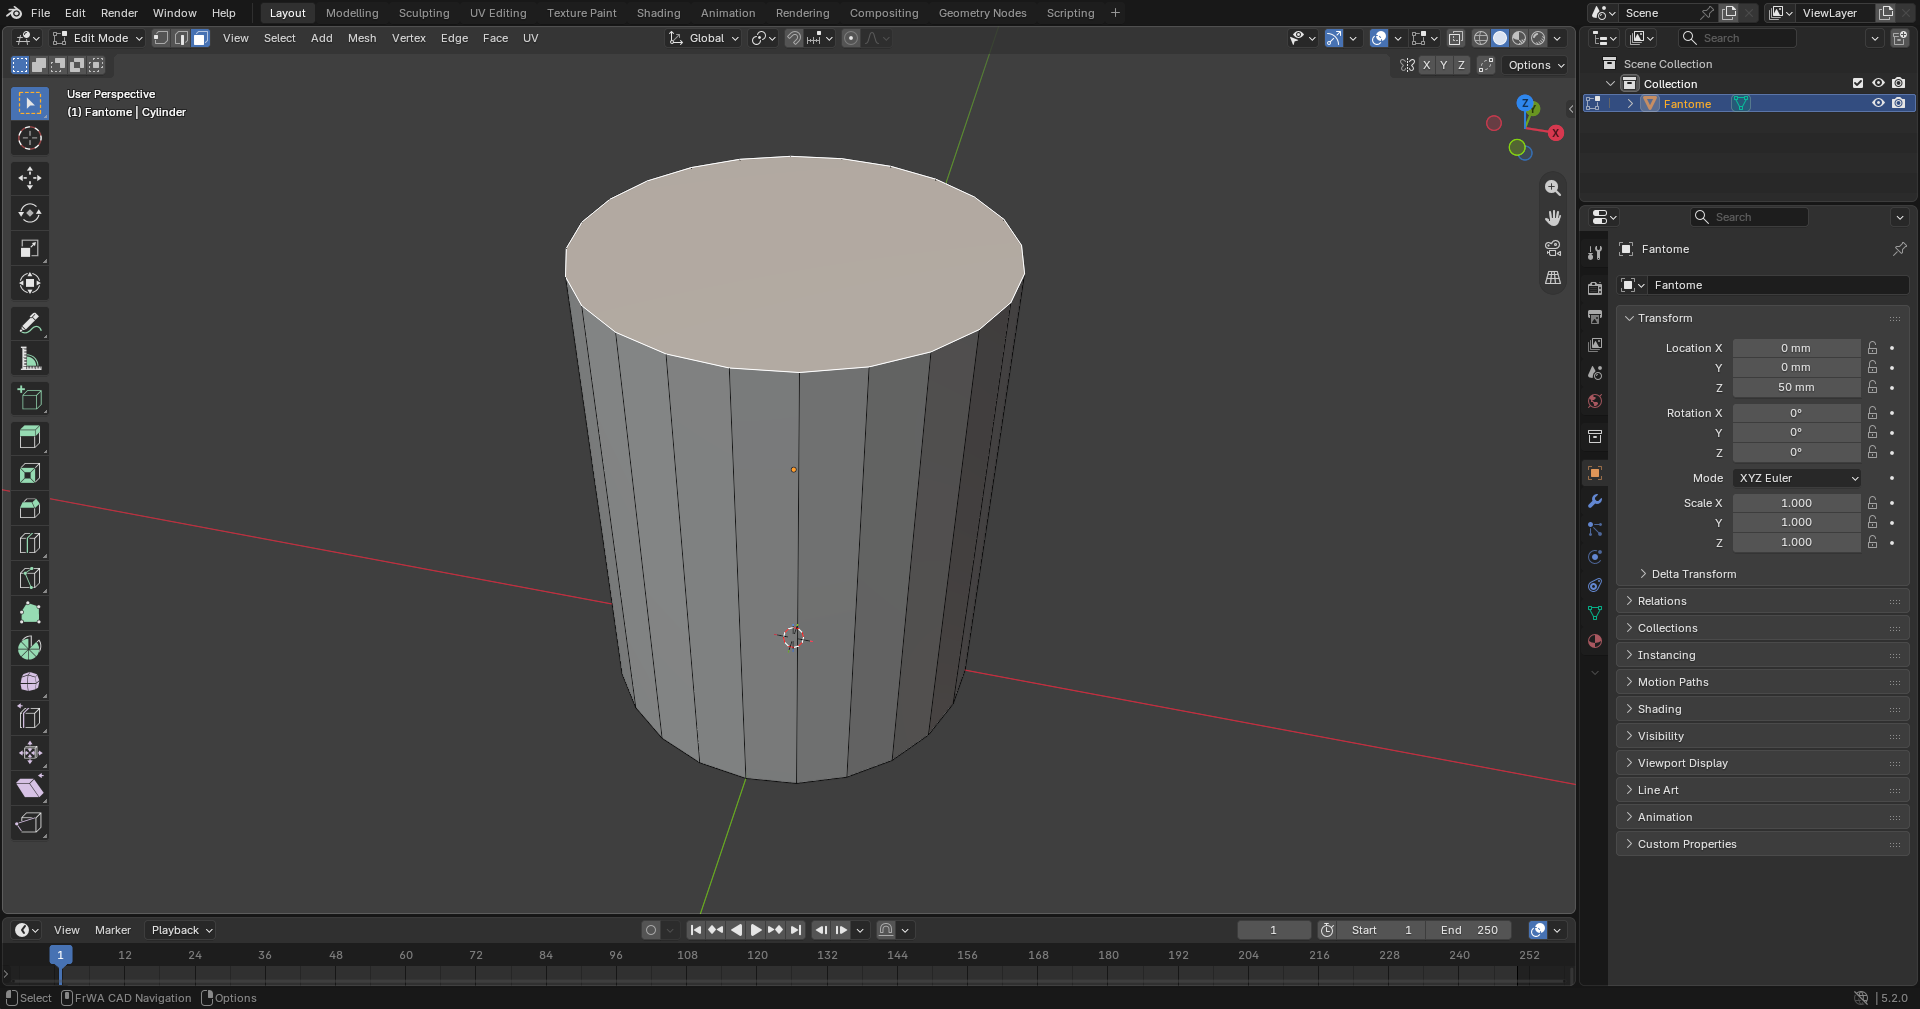 File Edit Render Window Help Layout Modelling Sculpting UV Editing Texture Paint Shading Animation Rendering Compositing Geometry Nodes Scripting + Scene ViewLayer
Edit Mode View Select Add Mesh Vertex Edge Face UV Global Search
X Y Z Options
User Perspective
(1) Fantome | Cylinder
Z
Y
X
Scene Collection
Collection
Fantome
Search
Fantome
Fantome
Transform
Location X 0 mm
Y 0 mm
Z 50 mm
Rotation X 0°
Y 0°
Z 0°
Mode XYZ Euler
Scale X 1.000
Y 1.000
Z 1.000
Delta Transform
Relations
Collections
Instancing
Motion Paths
Shading
Visibility
Viewport Display
Line Art
Animation
Custom Properties
View Marker Playback 1 Start 1 End 250
1 12 24 36 48 60 72 84 96 108 120 132 144 156 168 180 192 204 216 228 240 252
Select FrWA CAD Navigation Options 5.2.0